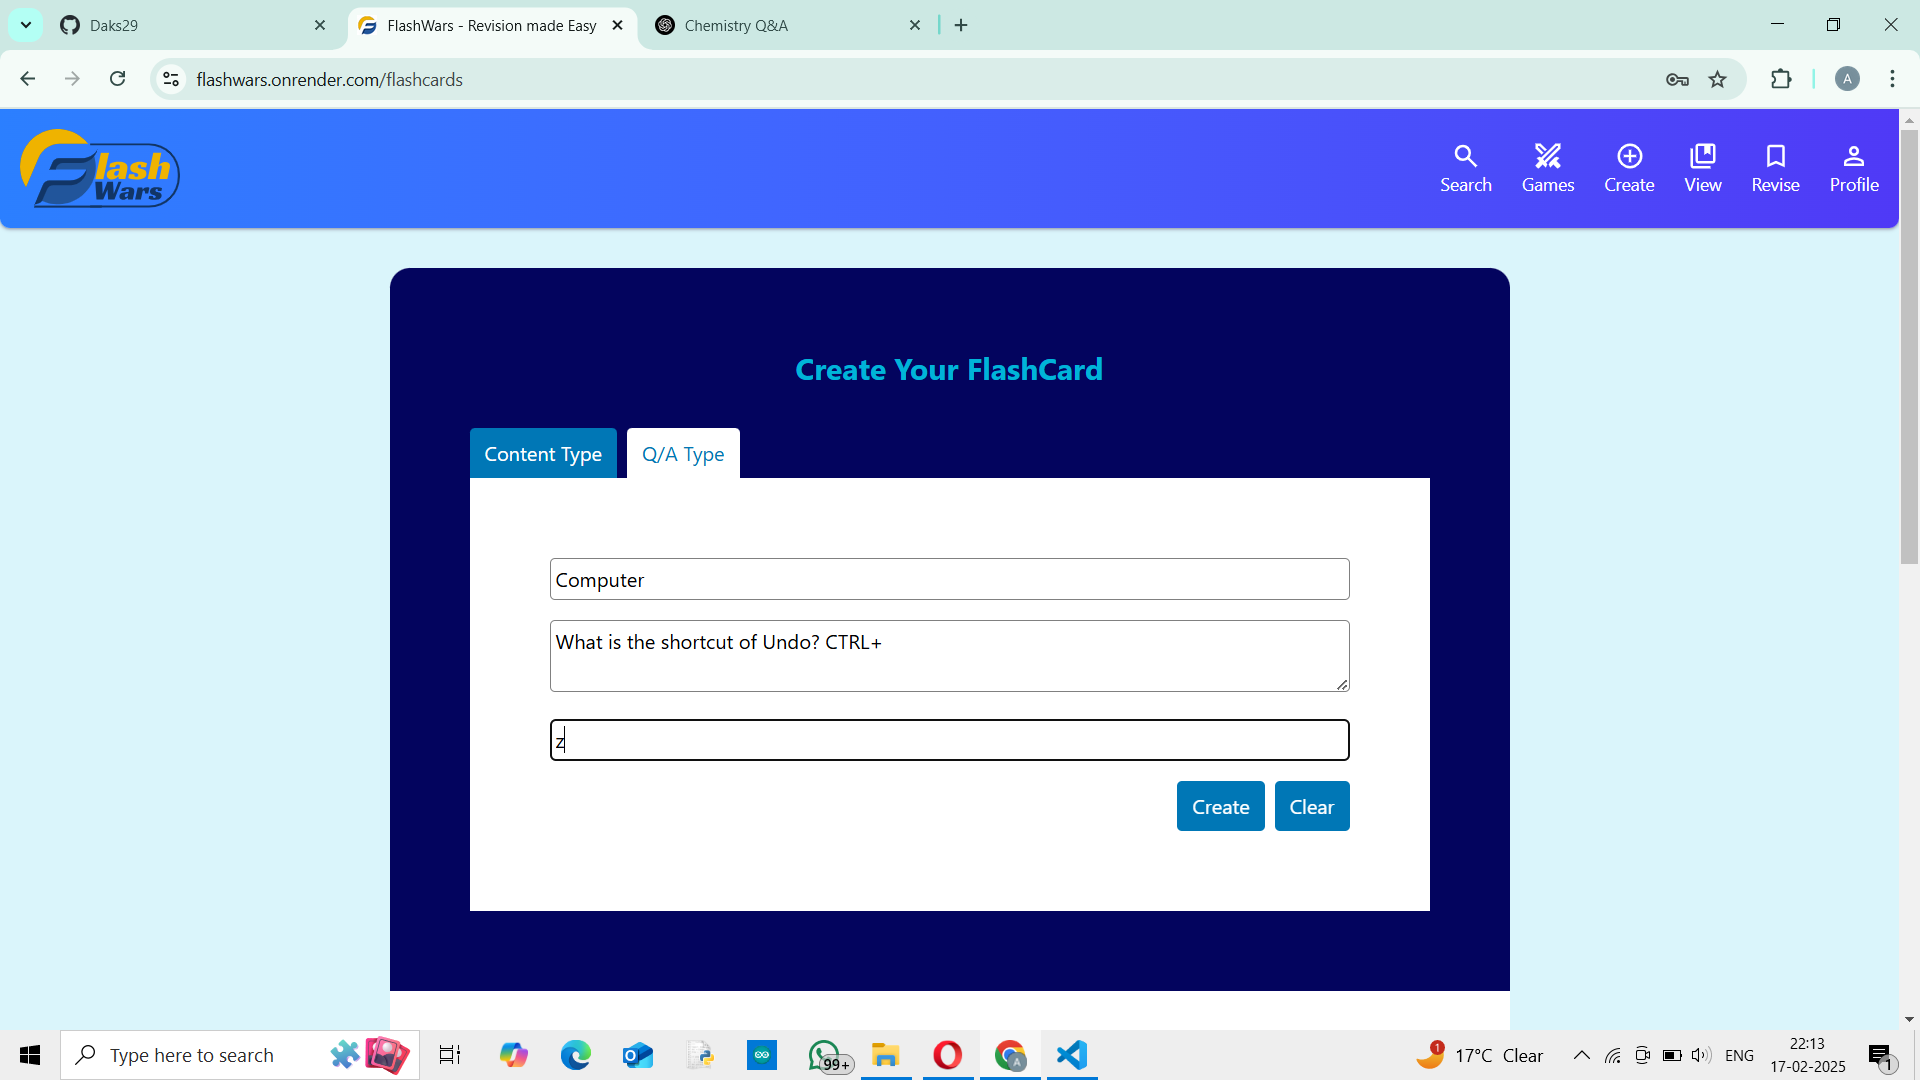 Daks29
FlashWars - Revision made Easy
Chemistry Q&A
flashwars.onrender.com/flashcards
A
Flash
Wars
Search
Games
Create
View
Revise
Profile
Create Your FlashCard
Content Type
Q/A Type
Computer
What is the shortcut of Undo? CTRL+
z
Create
Clear
Type here to search
99+
A
1
17°C Clear
ENG
22:13
17-02-2025
1